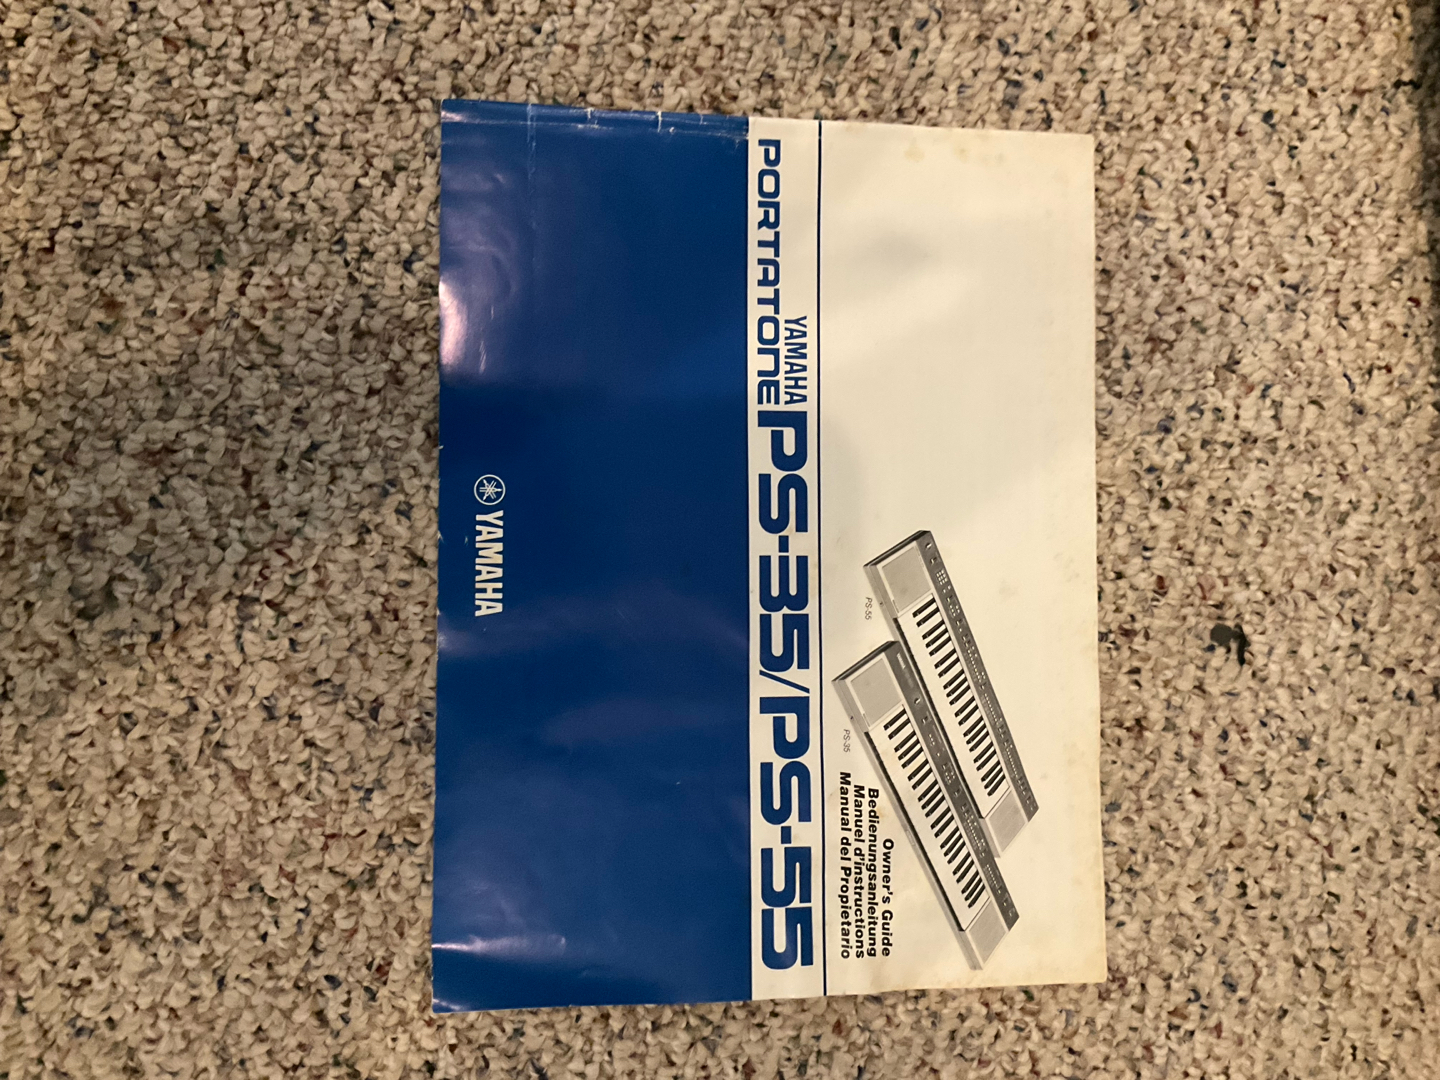 PS-55
PS-35
Owner's Guide
Bedienungsanleitung
Manuel d'instructions
Manual del Propietario
YAMAHA
PORTATONE PS-35/PS-55
YAMAHA